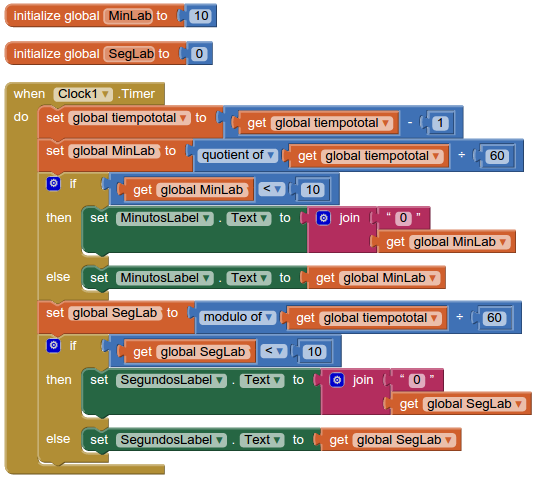 initialize global MinLab to 10
initialize global SegLab to 0
when Clock1 .Timer
do set global tiempototal to get global tiempototal - 1
set global MinLab to quotient of get global tiempototal ÷ 60
if get global MinLab < 10
then set MinutosLabel . Text to join " 0 "
get global MinLab
else set MinutosLabel . Text to get global MinLab
set global SegLab to modulo of get global tiempototal ÷ 60
if get global SegLab < 10
then set SegundosLabel . Text to join " 0 "
get global SegLab
else set SegundosLabel . Text to get global SegLab